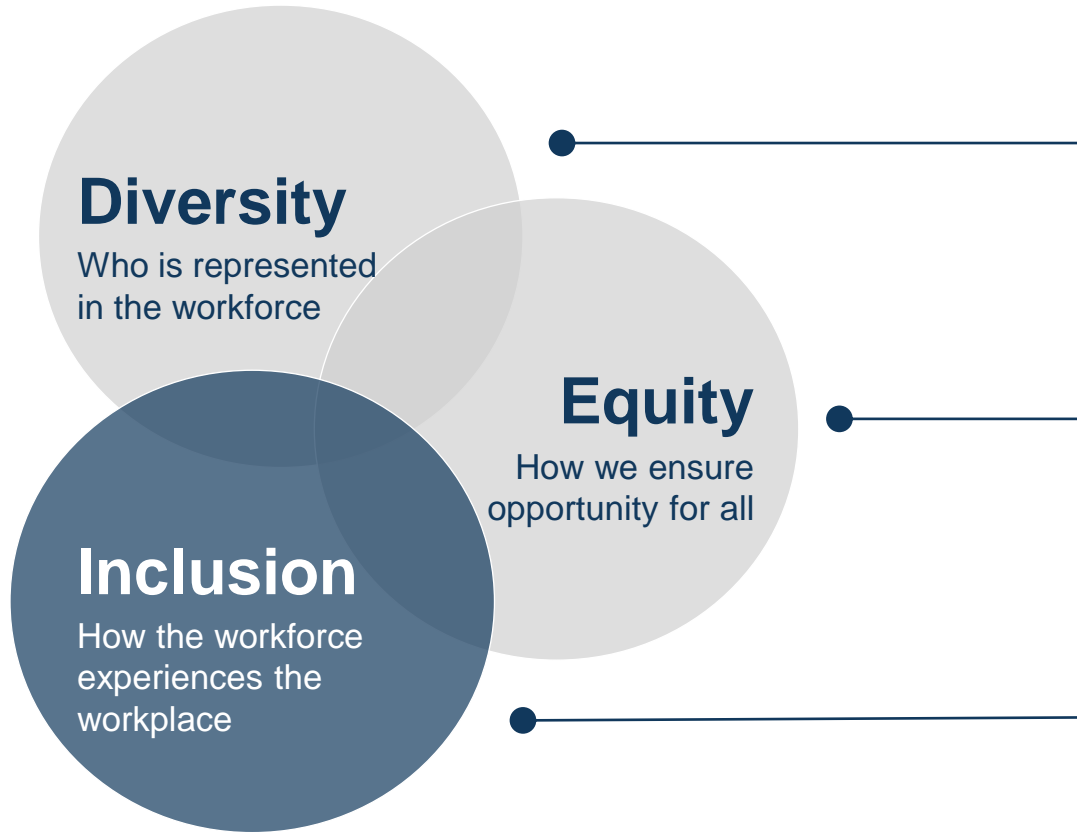 Diversity
Who is represented
in the workforce
Equity
How we ensure
opportunity for all
Inclusion
How the workforce
experiences the
workplace